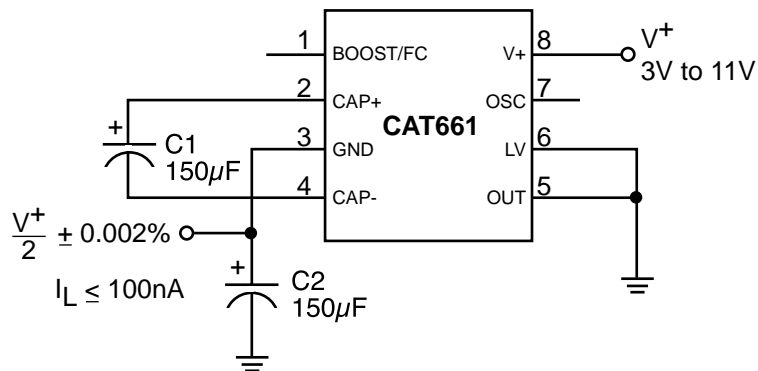 1 BOOST/FC V+ 8 V+
3V to 11V
2 CAP+ OSC 7
CAT661
+ C1
150µF
3 GND LV 6
4 CAP- OUT 5
V+/2 ± 0.002%
IL ≤ 100nA
+ C2
150µF